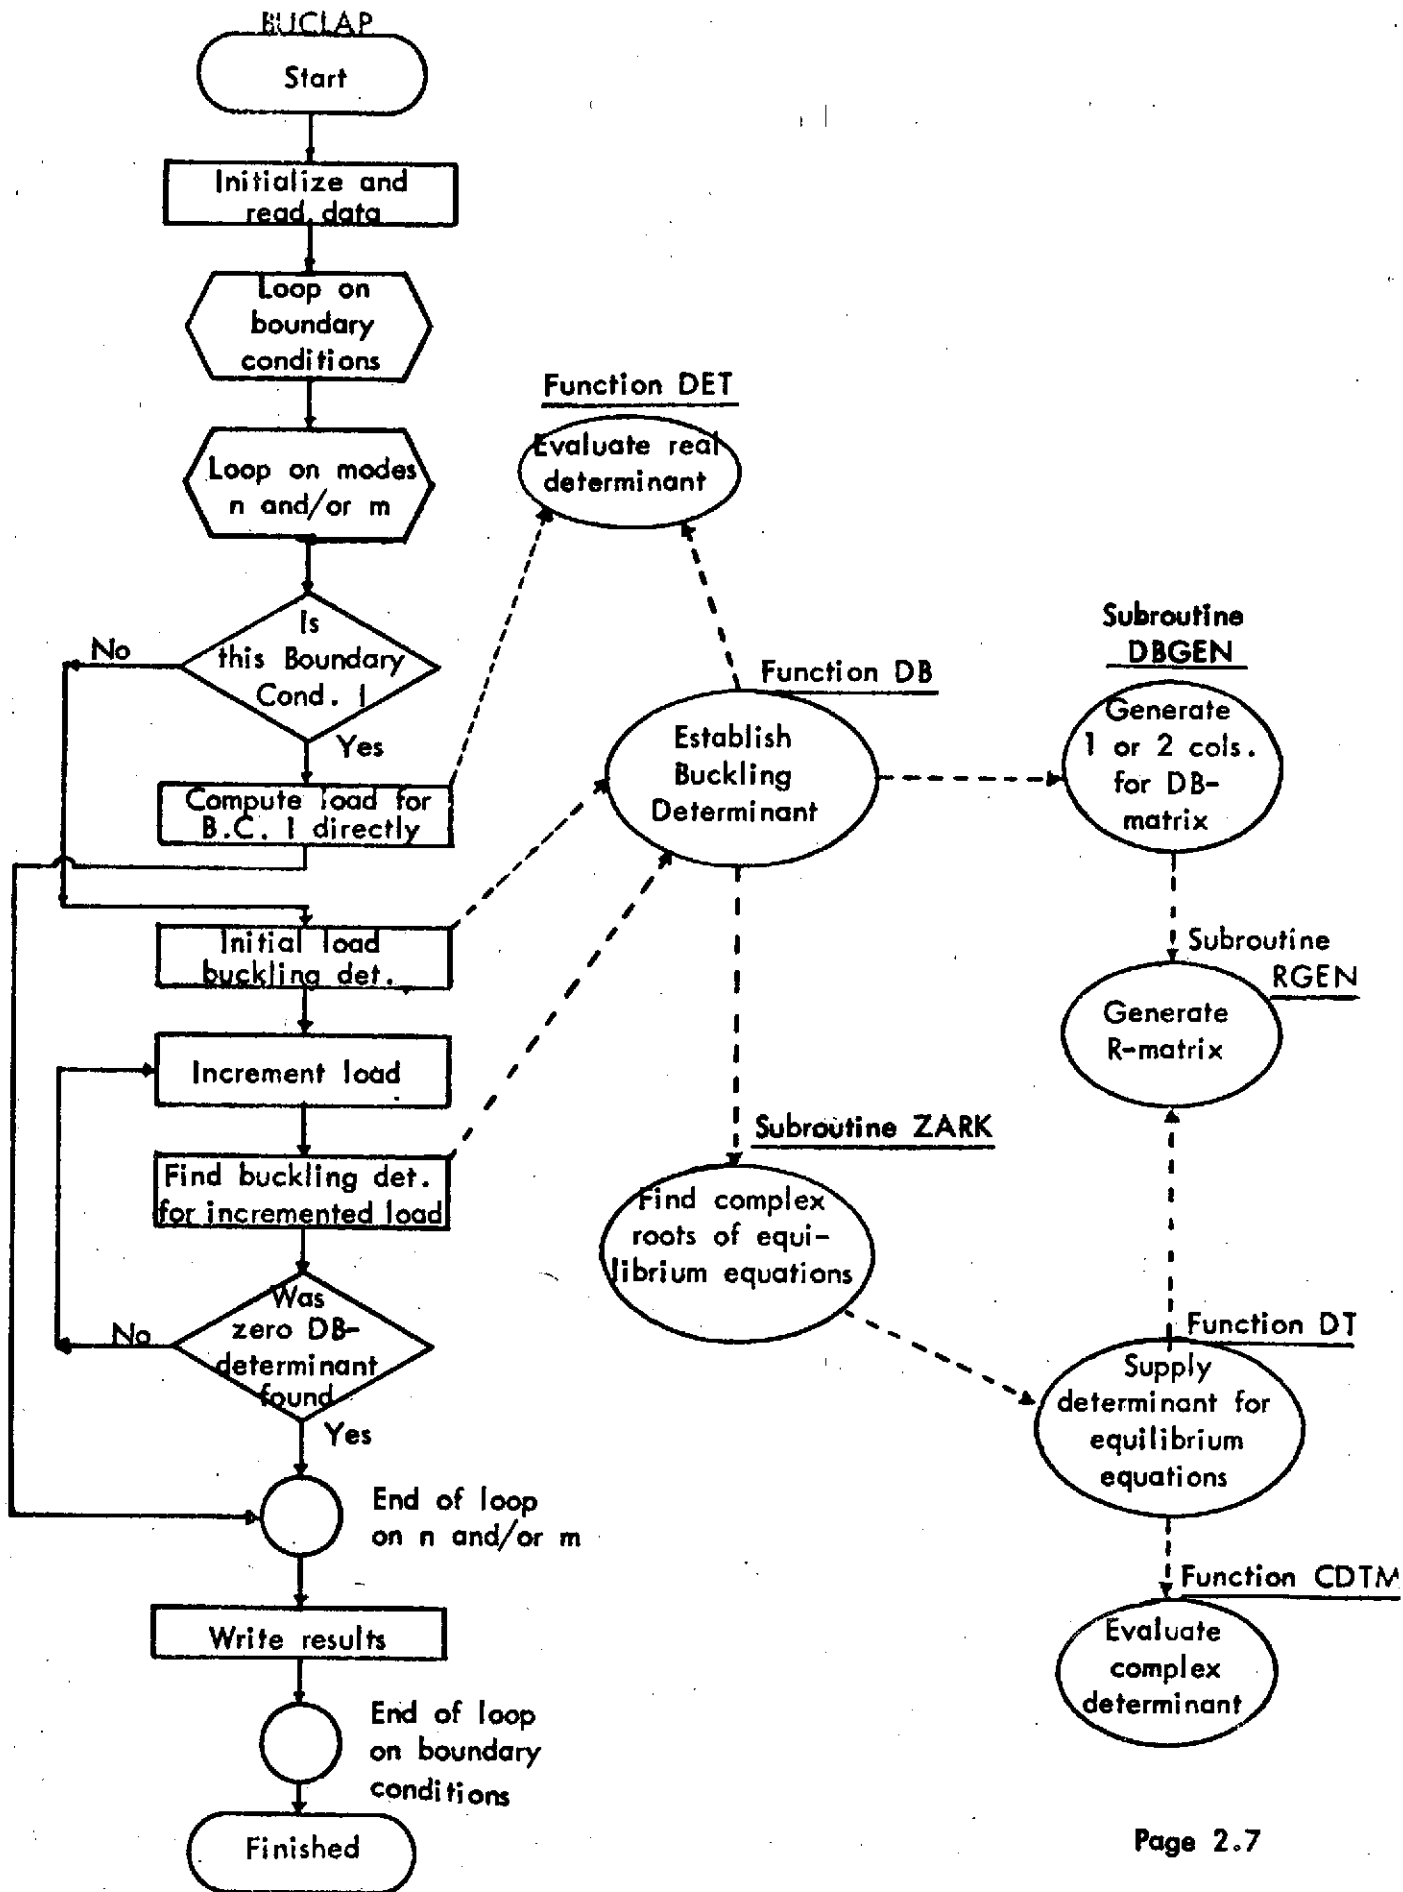 BUCLAP
Start
Initialize and
read data
Loop on
boundary
conditions
Loop on modes
n and/or m
Is
this Boundary
Cond. 1
No
Yes
Compute load for
B.C. 1 directly
Initial load
buckling det.
Increment load
Find buckling det.
for incremented load
Was
zero DB-
determinant
found
No
Yes
End of loop
on n and/or m
Write results
End of loop
on boundary
conditions
Finished
Function DET
Evaluate real
determinant
Function DB
Establish
Buckling
Determinant
Subroutine
DBGEN
Generate
1 or 2 cols.
for DB-
matrix
Subroutine
RGEN
Generate
R-matrix
Subroutine ZARK
Find complex
roots of equi-
librium equations
Function DT
Supply
determinant for
equilibrium
equations
Function CDTM
Evaluate
complex
determinant
Page 2.7